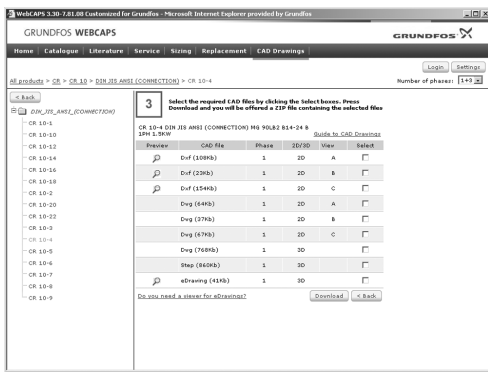 WebCAPS 3.30-7.81.08 Customized for Grundfos - Microsoft Internet Explorer provided by Grundfos
GRUNDFOS WEBCAPS
GRUNDFOS
Home Catalogue Literature Service Sizing Replacement CAD Drawings
Login Settings
All products > CR > CR 10 > DIN JIS ANSI (CONNECTION) > CR 10-4
Number of phases: 1+3
< Back
DIN_JIS_ANSI_(CONNECTION)
CR 10-1
CR 10-10
CR 10-12
CR 10-14
CR 10-16
CR 10-18
CR 10-2
CR 10-20
CR 10-22
CR 10-3
CR 10-4
CR 10-5
CR 10-6
CR 10-7
CR 10-8
CR 10-9
3
Select the required CAD files by clicking the Select boxes. Press
Download and you will be offered a ZIP file containing the selected files
CR 10-4 DIN JIS ANSI (CONNECTION) MG 90LB2 B14-24 B
1PH 1.5KW
Guide to CAD Drawings
Preview CAD file Phase 2D/3D View Select
Dxf (108Kb) 1 2D A
Dxf (23Kb) 1 2D B
Dxf (154Kb) 1 2D C
Dwg (64Kb) 1 2D A
Dwg (37Kb) 1 2D B
Dwg (67Kb) 1 2D C
Dwg (768Kb) 1 3D
Step (860Kb) 1 3D
eDrawing (41Kb) 1 3D
Do you need a viewer for eDrawings?
Download < Back